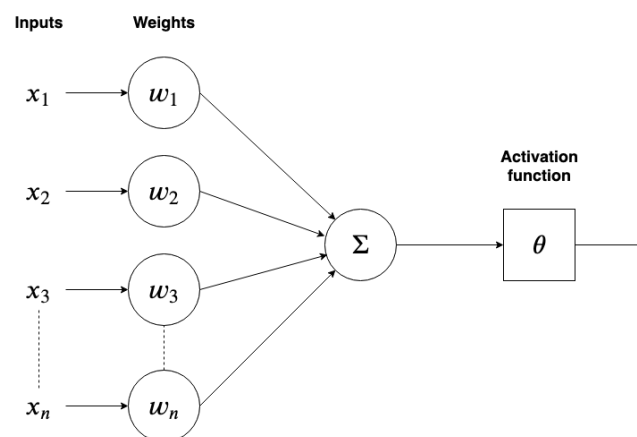 Inputs Weights
x₁ w₁
Activation
function
x₂ w₂
Σ θ
x₃ w₃
xₙ wₙ